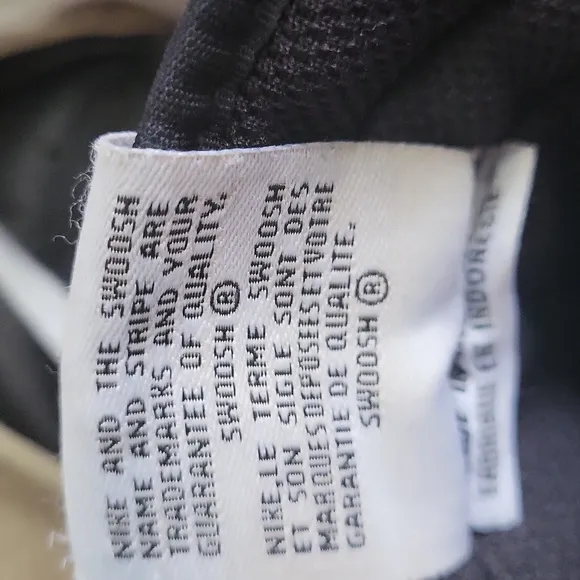 NIKE AND THE SWOOSH
NAME AND STRIPE ARE
TRADEMARKS AND YOUR
GUARANTEE OF QUALITY.
SWOOSH ®
NIKE,LE TERME SWOOSH
ET SON SIGLE SONT DES
MARQUES DEPOSES ET VOTRE
GARANTIE DE QUALITE.
SWOOSH ®
EN INDONESIE